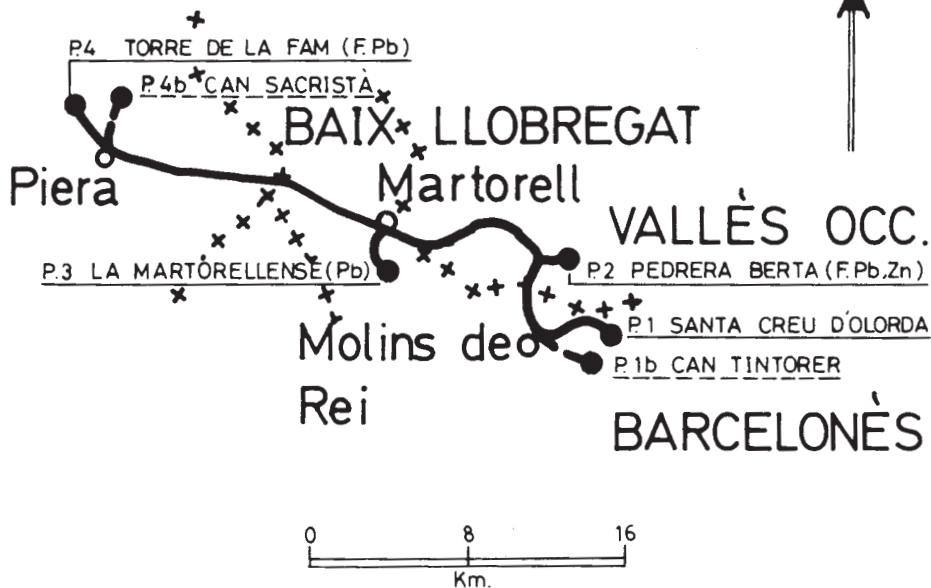 P.4 TORRE DE LA FAM (F.Pb)
P.4b CAN SACRISTÀ
BAIX LLOBREGAT
Piera
Martorell
VALLÈS OCC.
P.3 LA MARTORELLENSE (Pb)
P.2 PEDRERA BERTA (F.Pb.Zn)
P.1 SANTA CREU D'OLORDA
Molins de
Rei
P.1b CAN TINTORER
BARCELONÈS
0 8 16
Km.